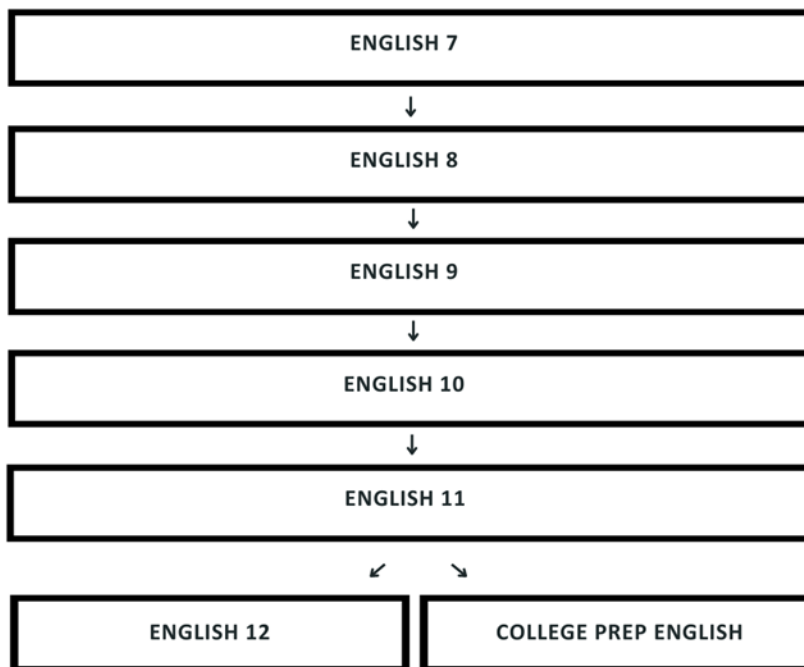 ENGLISH 7
↓
ENGLISH 8
↓
ENGLISH 9
↓
ENGLISH 10
↓
ENGLISH 11
↙ ↘
ENGLISH 12 COLLEGE PREP ENGLISH